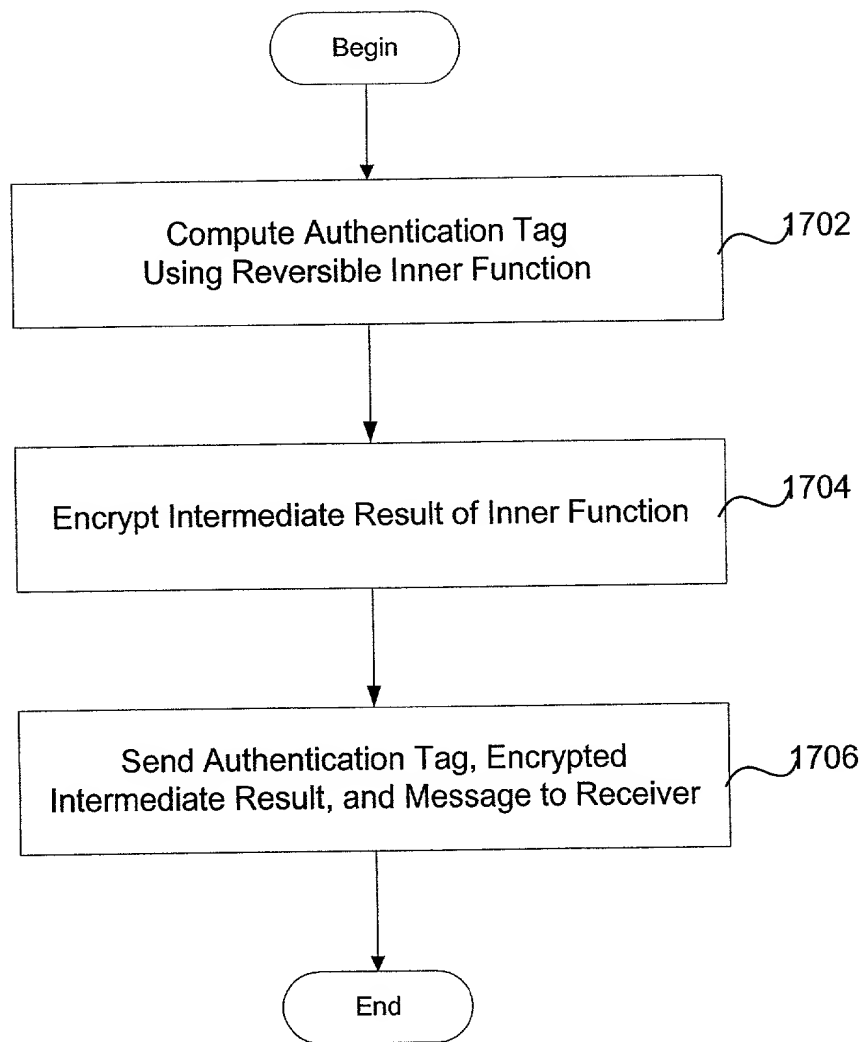 Begin
Compute Authentication Tag
Using Reversible Inner Function
1702
Encrypt Intermediate Result of Inner Function
1704
Send Authentication Tag, Encrypted
Intermediate Result, and Message to Receiver
1706
End